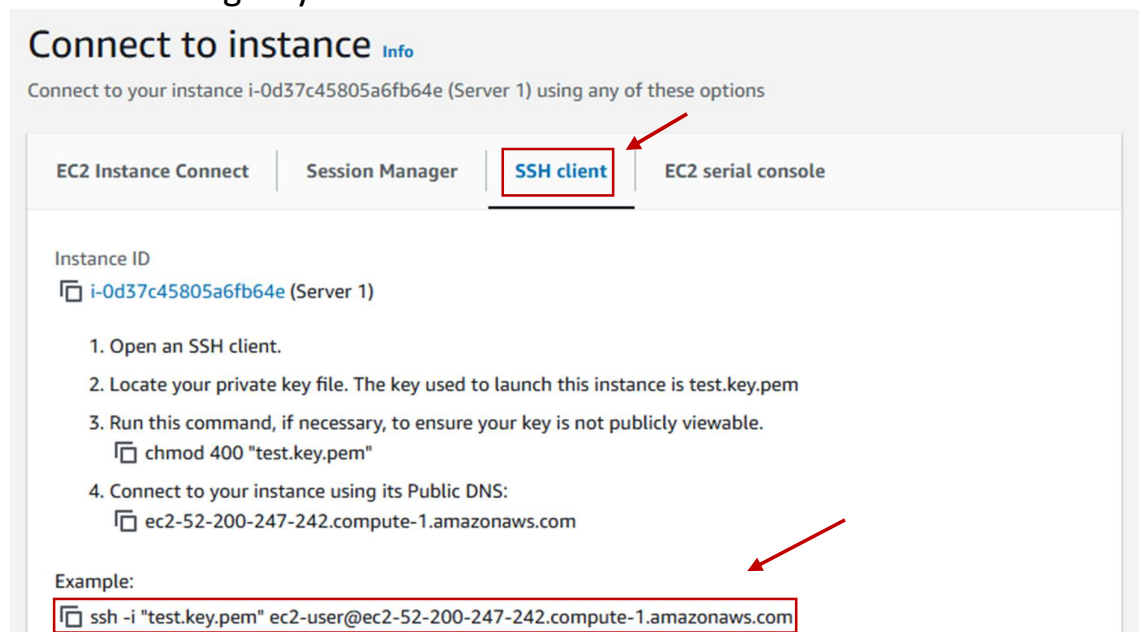 Connect to instance Info
Connect to your instance i-0d37c45805a6fb64e (Server 1) using any of these options
EC2 Instance Connect
Session Manager
SSH client
EC2 serial console
Instance ID
i-0d37c45805a6fb64e (Server 1)
1. Open an SSH client.
2. Locate your private key file. The key used to launch this instance is test.key.pem
3. Run this command, if necessary, to ensure your key is not publicly viewable.
chmod 400 "test.key.pem"
4. Connect to your instance using its Public DNS:
ec2-52-200-247-242.compute-1.amazonaws.com
Example:
ssh -i "test.key.pem" ec2-user@ec2-52-200-247-242.compute-1.amazonaws.com